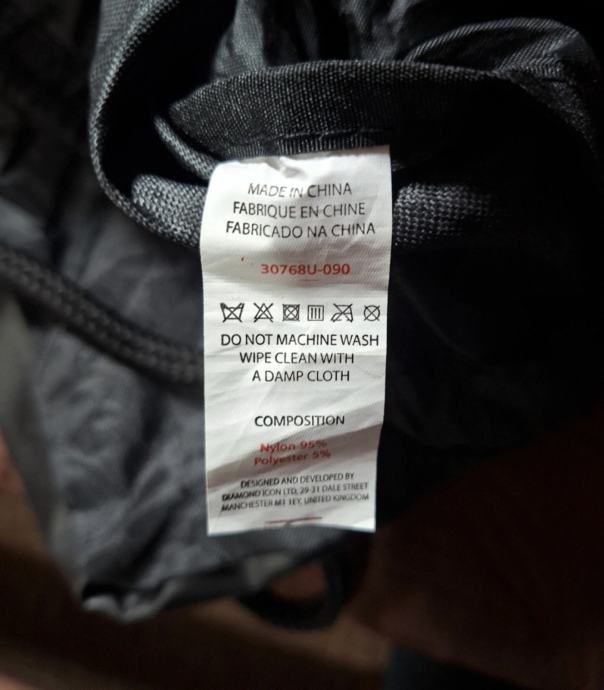 MADE IN CHINA
FABRIQUE EN CHINE
FABRICADO NA CHINA
30768U-090
DO NOT MACHINE WASH
WIPE CLEAN WITH
A DAMP CLOTH
COMPOSITION
Nylon 95%
Polyester 5%
DESIGNED AND DEVELOPED BY
DIAMOND ICON LTD, 29-31 DALE STREET
MANCHESTER M1 1EY, UNITED KINGDOM